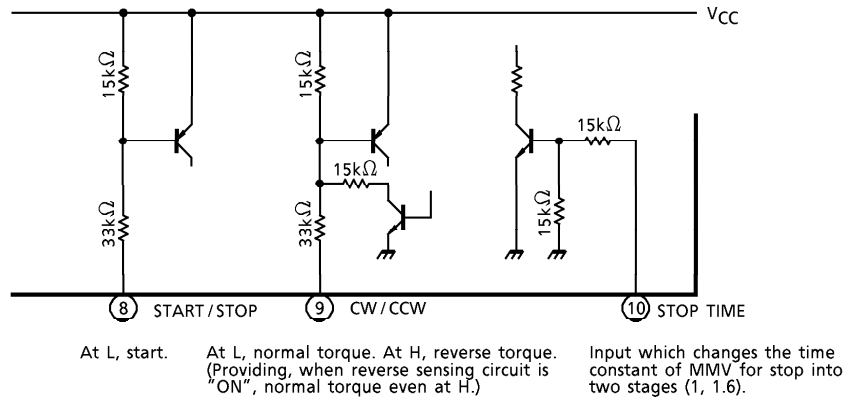 VCC
15kΩ
15kΩ
15kΩ
15kΩ
33kΩ
33kΩ
15kΩ
8 START / STOP
9 CW / CCW
10 STOP TIME
At L, start.
At L, normal torque. At H, reverse torque.
(Providing, when reverse sensing circuit is
"ON", normal torque even at H.)
Input which changes the time
constant of MMV for stop into
two stages (1, 1.6).